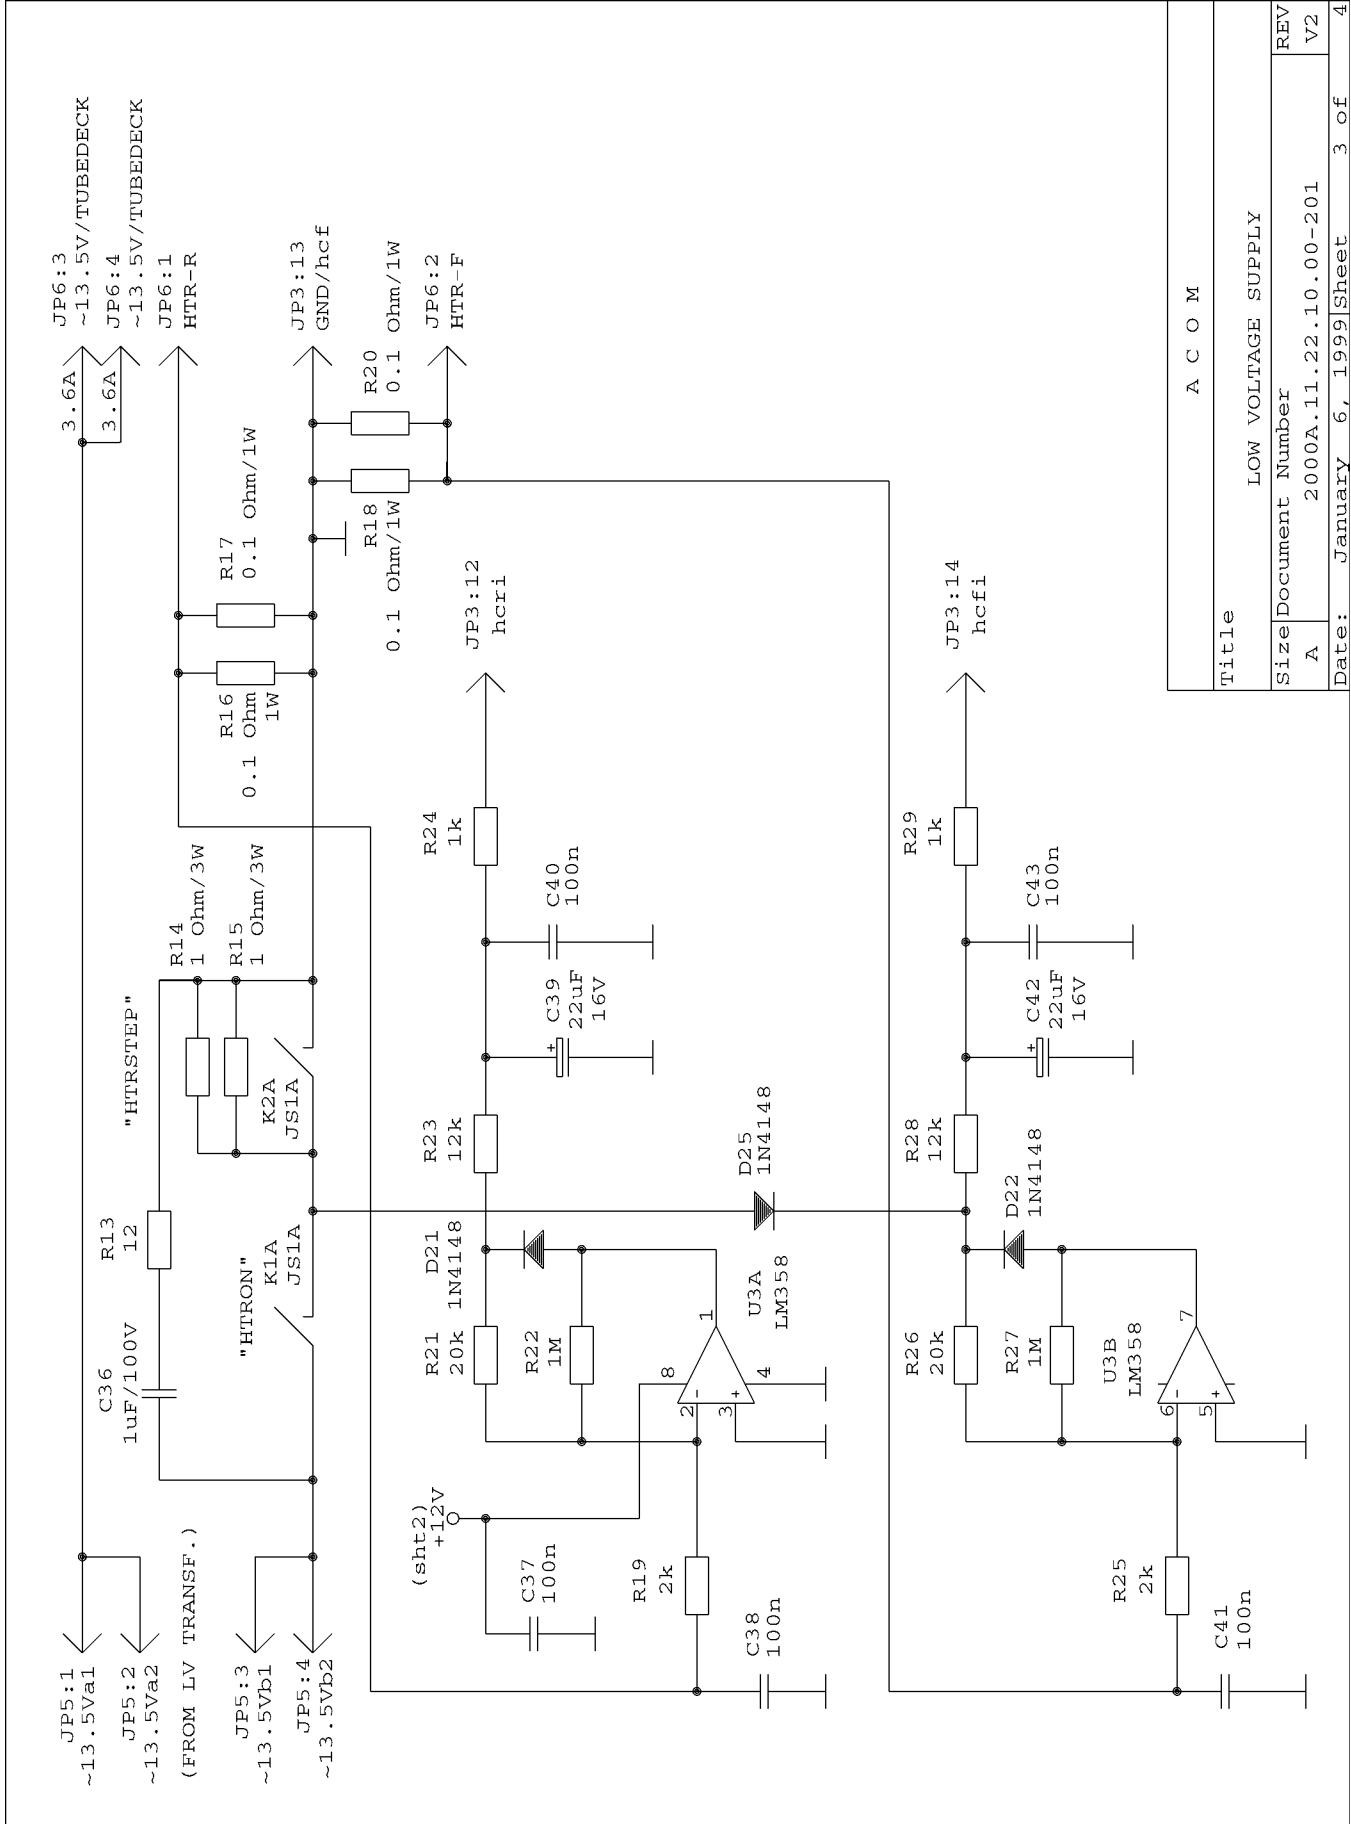 JP5:1
~13.5Va1
JP5:2
~13.5Va2
(FROM LV TRANSF.)
JP5:3
~13.5Vb1
JP5:4
~13.5Vb2
C36
1uF/100V
R13
12
"HTRSTEP"
"HTRON"
K1A
JS1A
K2A
JS1A
R14
1 Ohm/3W
R15
1 Ohm/3W
R16
0.1 Ohm
1W
R17
0.1 Ohm/1W
3.6A
3.6A
JP6:3
~13.5V/TUBEDECK
JP6:4
~13.5V/TUBEDECK
JP6:1
HTR-R
JP3:13
GND/hcf
R18
0.1 Ohm/1W
R20
0.1 Ohm/1W
JP6:2
HTR-F
(sht2)
+12V
C37
100n
R19
2k
C38
100n
R21
20k
R22
1M
D21
1N4148
8
2
-
3
+
1
4
U3A
LM358
R23
12k
C39
22uF
16V
+
C40
100n
R24
1k
JP3:12
hcri
D25
1N4148
R25
2k
C41
100n
R26
20k
R27
1M
U3B
LM358
6
-
5
+
7
D22
1N4148
R28
12k
C42
22uF
16V
+
C43
100n
R29
1k
JP3:14
hcfi
A C O M
Title
LOW VOLTAGE SUPPLY
Size Document Number REV
A 2000A.11.22.10.00-201 V2
Date: January 6, 1999 Sheet 3 of 4